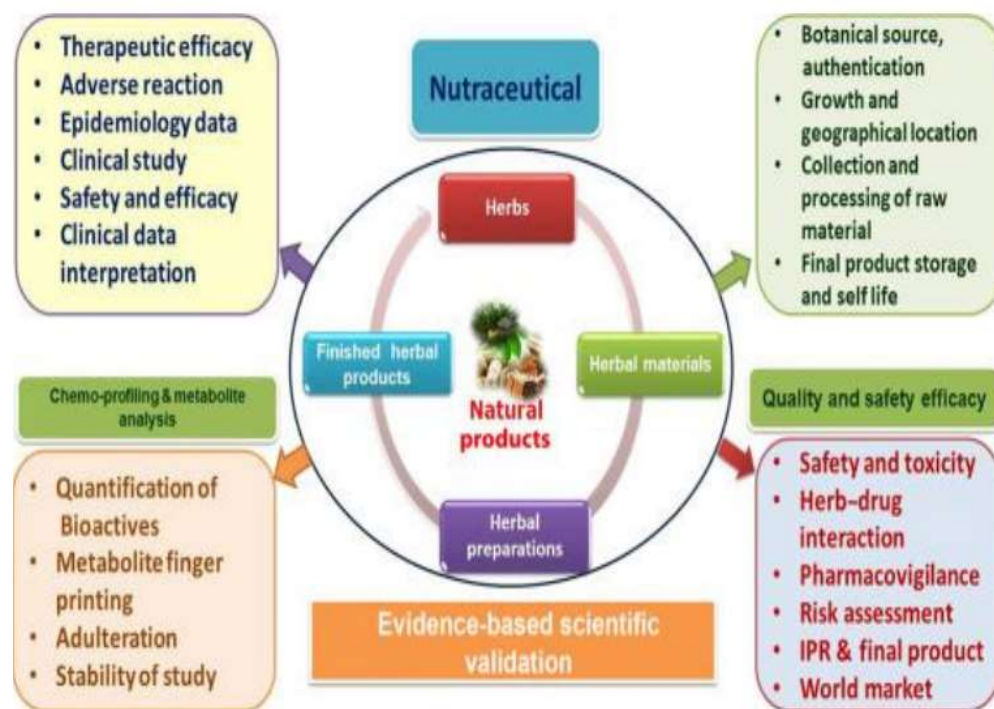 • Therapeutic efficacy
• Adverse reaction
• Epidemiology data
• Clinical study
• Safety and efficacy
• Clinical data
interpretation
Nutraceutical
• Botanical source,
authentication
• Growth and
geographical location
• Collection and
processing of raw
material
• Final product storage
and self life
Herbs
Finished herbal
products
Herbal materials
Natural
products
Herbal
preparations
Chemo-profiling & metabolite
analysis
Quality and safety efficacy
• Quantification of
Bioactives
• Metabolite finger
printing
• Adulteration
• Stability of study
Evidence-based scientific
validation
• Safety and toxicity
• Herb–drug
interaction
• Pharmacovigilance
• Risk assessment
• IPR & final product
• World market